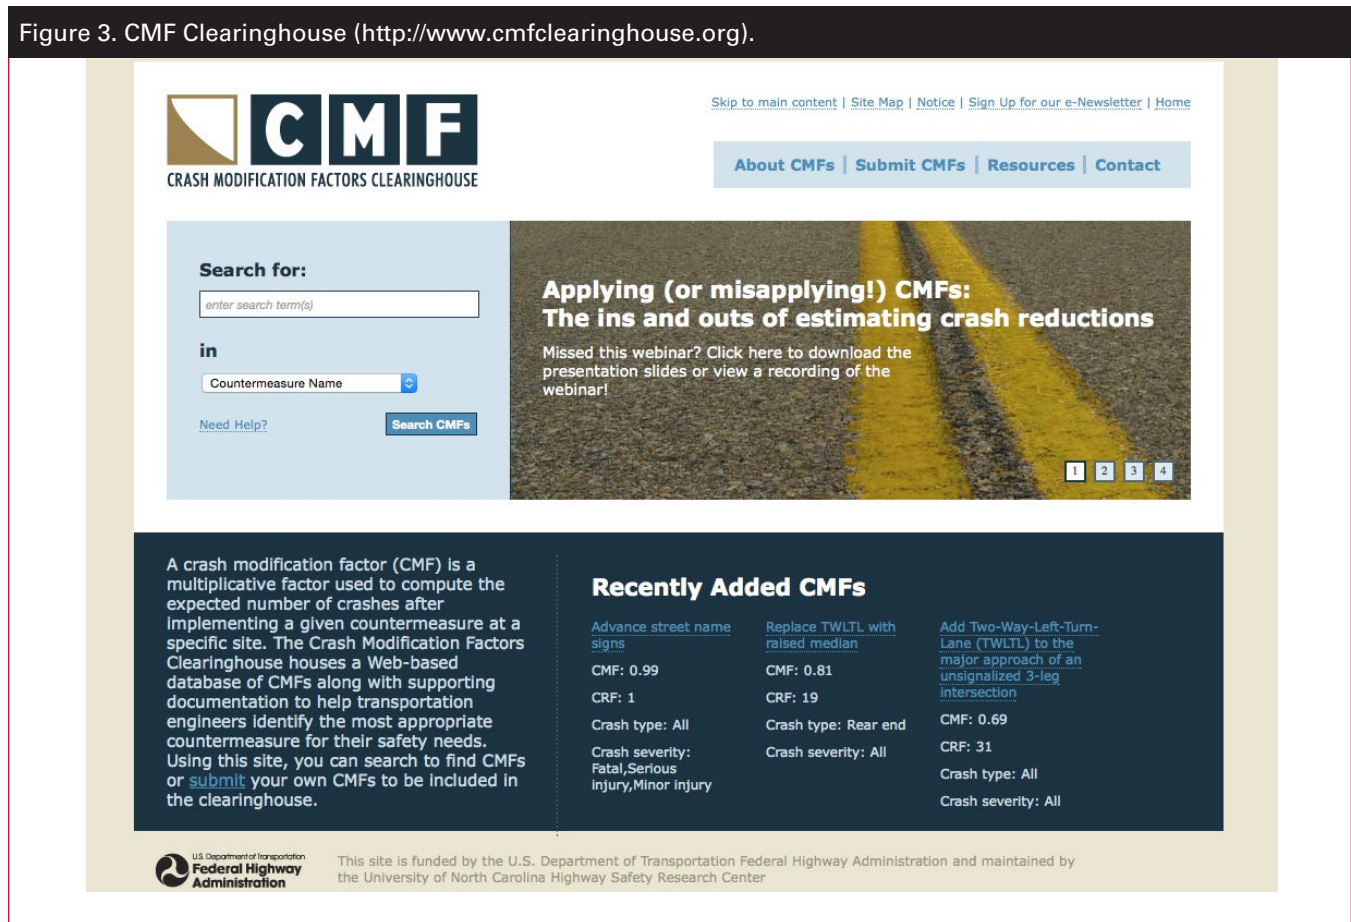 Figure 3. CMF Clearinghouse (http://www.cmfclearinghouse.org).
CMF
CRASH MODIFICATION FACTORS CLEARINGHOUSE
Skip to main content | Site Map | Notice | Sign Up for our e-Newsletter | Home
About CMFs | Submit CMFs | Resources | Contact
Search for:
enter search term(s)
in
Countermeasure Name
Need Help?
Search CMFs
Applying (or misapplying!) CMFs:
The ins and outs of estimating crash reductions
Missed this webinar? Click here to download the
presentation slides or view a recording of the
webinar!
1 2 3 4
A crash modification factor (CMF) is a
multiplicative factor used to compute the
expected number of crashes after
implementing a given countermeasure at a
specific site. The Crash Modification Factors
Clearinghouse houses a Web-based
database of CMFs along with supporting
documentation to help transportation
engineers identify the most appropriate
countermeasure for their safety needs.
Using this site, you can search to find CMFs
or submit your own CMFs to be included in
the clearinghouse.
Recently Added CMFs
Advance street name
signs
CMF: 0.99
CRF: 1
Crash type: All
Crash severity:
Fatal,Serious
injury,Minor injury
Replace TWLTL with
raised median
CMF: 0.81
CRF: 19
Crash type: Rear end
Crash severity: All
Add Two-Way-Left-Turn-
Lane (TWLTL) to the
major approach of an
unsignalized 3-leg
intersection
CMF: 0.69
CRF: 31
Crash type: All
Crash severity: All
U.S. Department of Transportation
Federal Highway
Administration
This site is funded by the U.S. Department of Transportation Federal Highway Administration and maintained by
the University of North Carolina Highway Safety Research Center